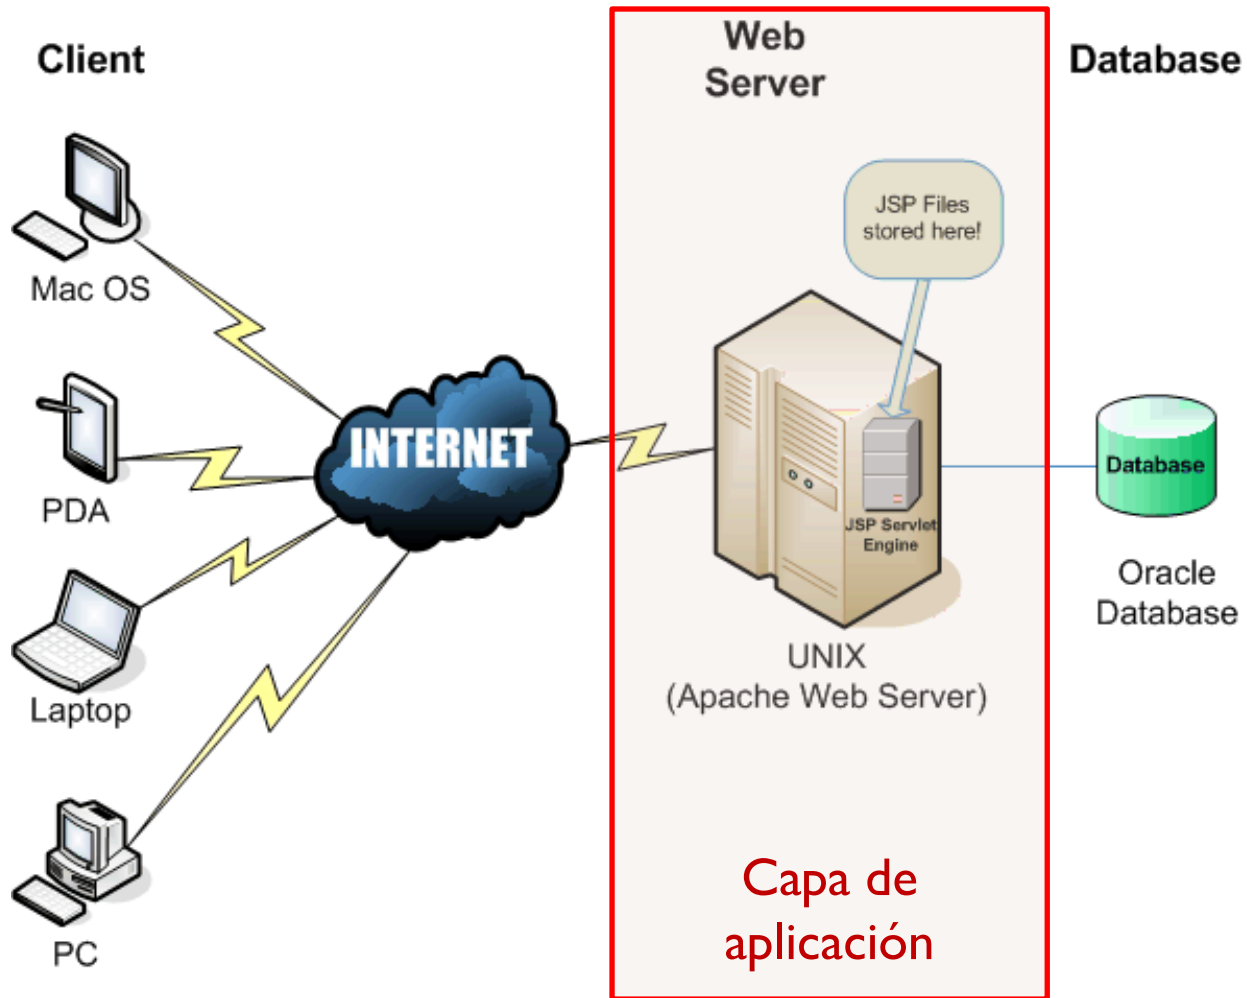 Client
Web
Server
Database
JSP Files
stored here!
Mac OS
INTERNET
PDA
Database
JSP Servlet
Engine
Oracle
Database
Laptop
UNIX
(Apache Web Server)
PC
Capa de
aplicación